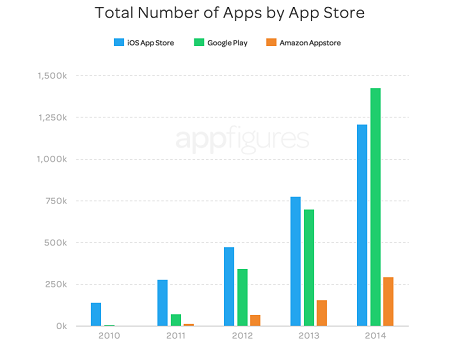 Total Number of Apps by App Store
iOS App Store Google Play Amazon Appstore
1,500k
1,250k
appfigures
1,000k
750k
500k
250k
0k
2010 2011 2012 2013 2014